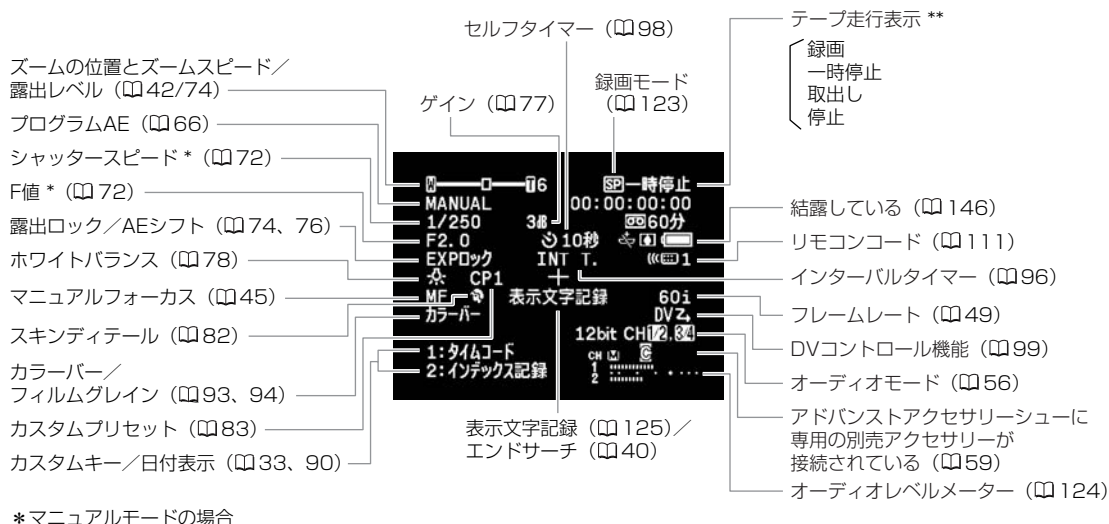 セルフタイマー（98）
テープ走行表示 **
録画
一時停止
取出し
停止
ズームの位置とズームスピード／
露出レベル（42/74）
ゲイン（77）
録画モード
（123）
プログラムAE（66）
シャッタースピード *（72）
F値 *（72）
露出ロック／AEシフト（74、76）
ホワイトバランス（78）
マニュアルフォーカス（45）
スキンディテール（82）
カラーバー／
フィルムグレイン（93、94）
カスタムプリセット（83）
カスタムキー／日付表示（33、90）
W T6
SP一時停止
MANUAL
00:00:00:00
1/250 3dB
60分
F2.0
10秒
EXPロック
INT T.
1
CP1
MF
表示文字記録
60i
カラーバー
DV
12bit CH1/2,3/4
1:タイムコード
2:インデックス記録
CH M C
1
2
結露している（146）
リモコンコード（111）
インターバルタイマー（96）
フレームレート（49）
DVコントロール機能（99）
オーディオモード（56）
アドバンストアクセサリーシューに
専用の別売アクセサリーが
接続されている（59）
オーディオレベルメーター（124）
表示文字記録（125）／
エンドサーチ（40）
＊マニュアルモードの場合